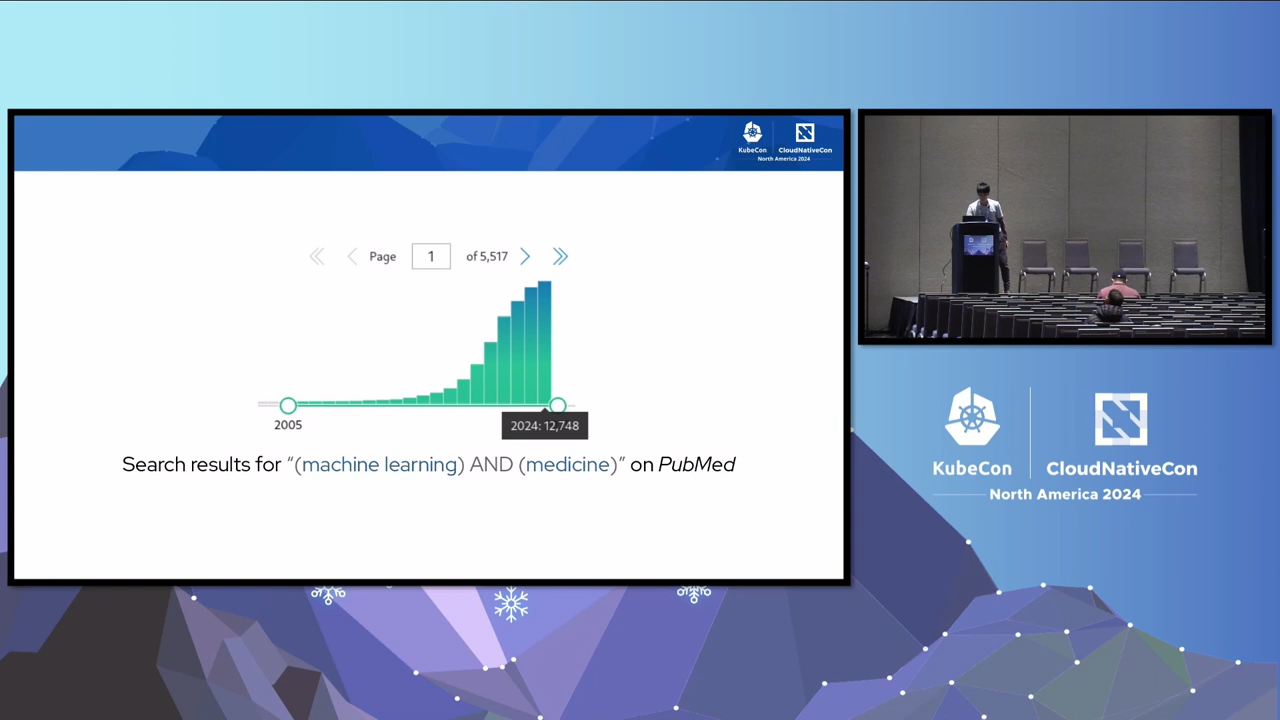 KubeCon
CloudNativeCon
North America 2024
Page 1 of 5,517
2005
2024: 12,748
Search results for “(machine learning) AND (medicine)” on PubMed
KubeCon
CloudNativeCon
North America 2024